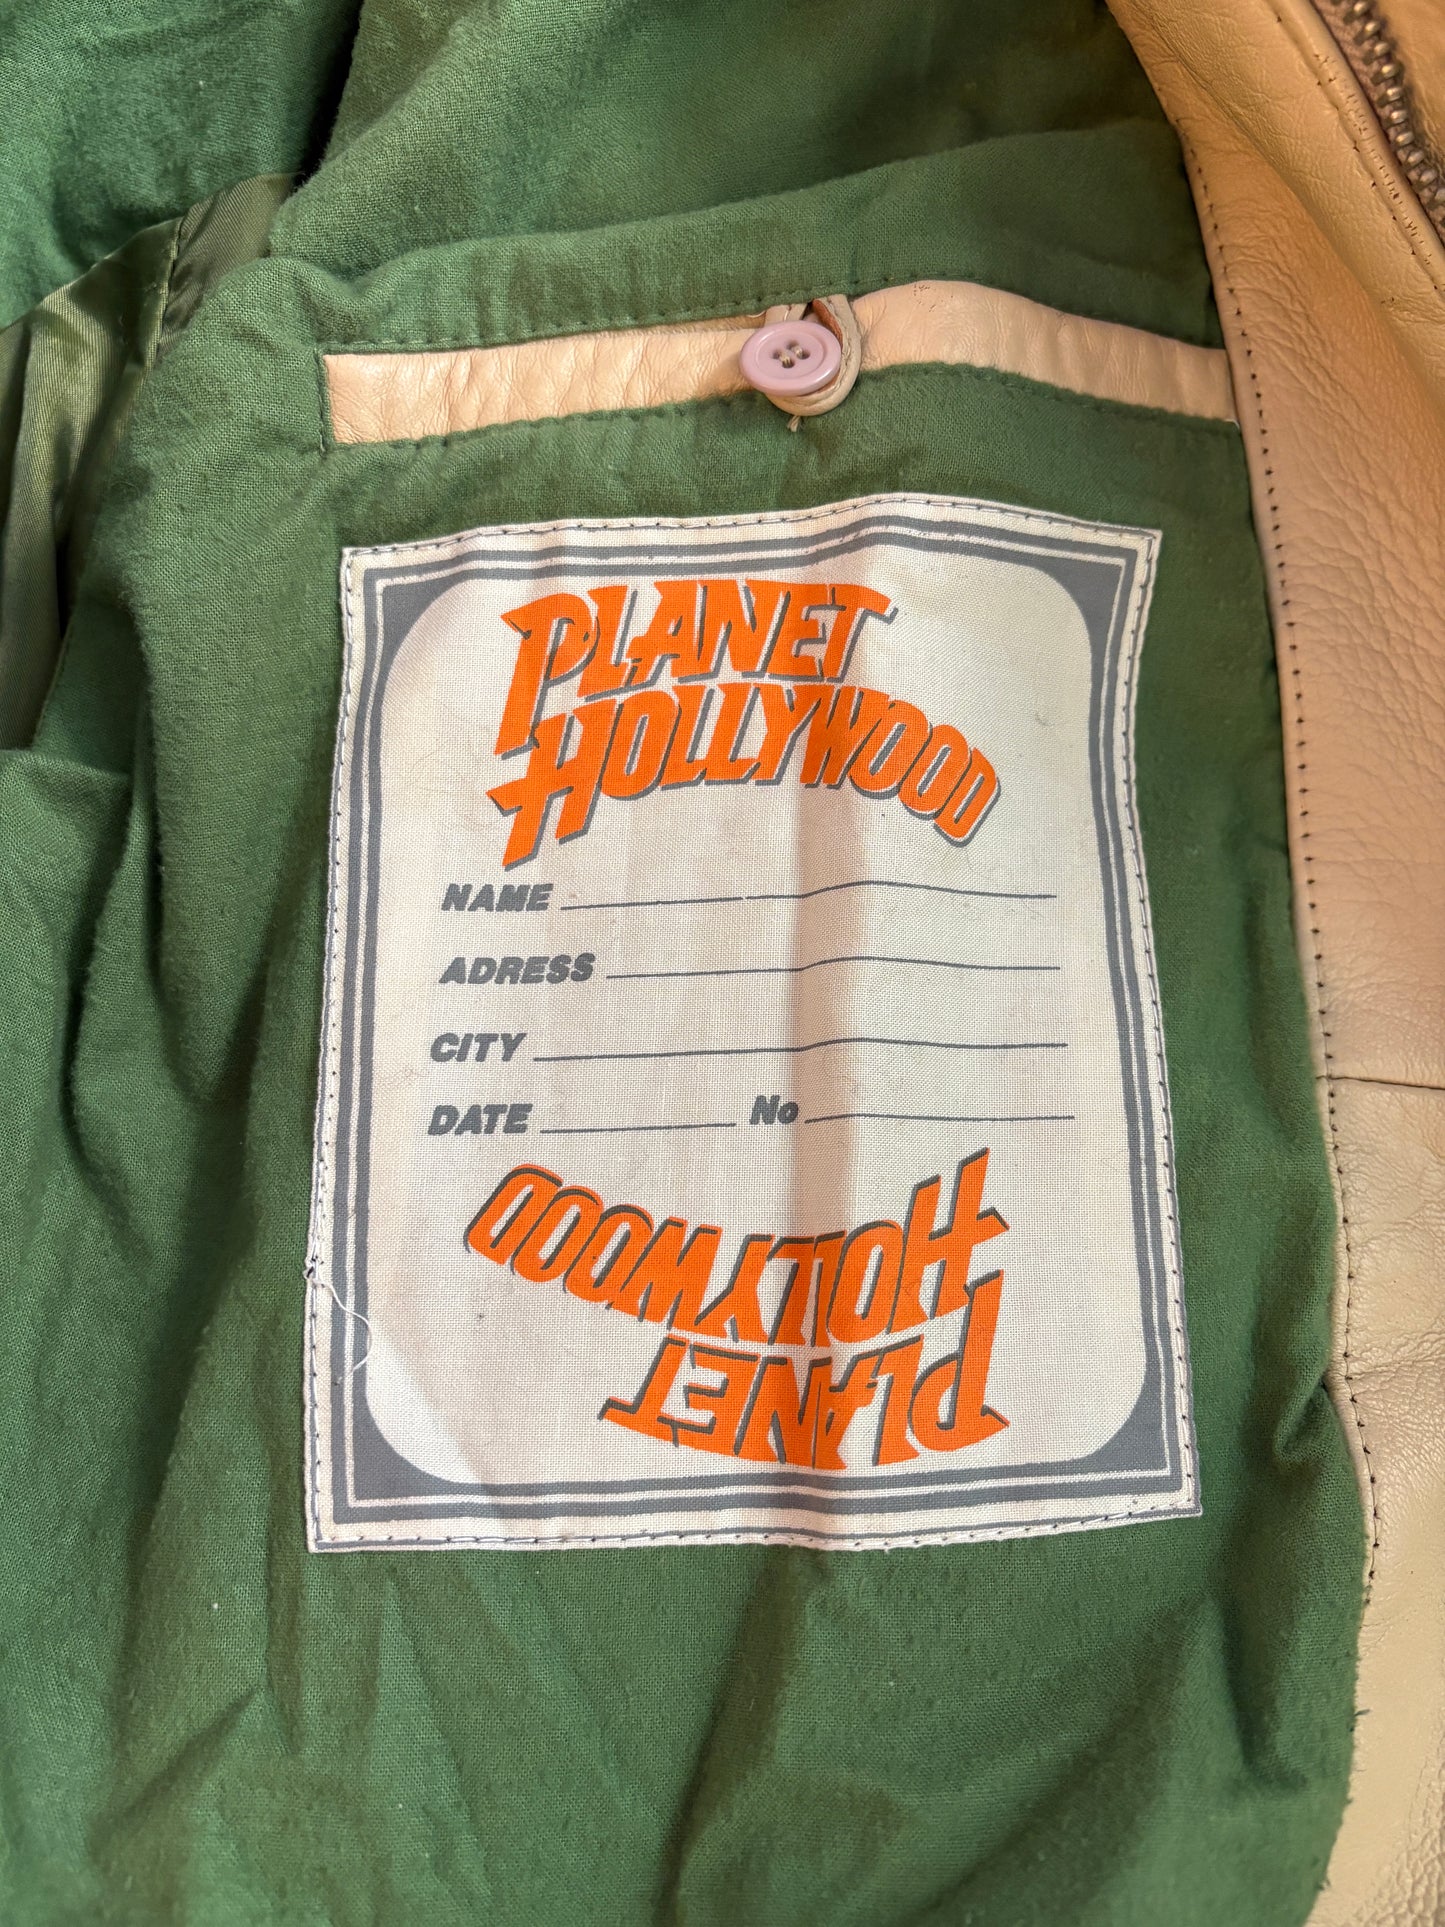 PLANET
HOLLYWOOD
NAME
ADRESS
CITY
DATE No
PLANET
HOLLYWOOD